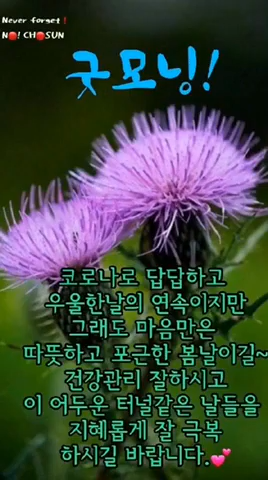 Never forget!
NO! CHOSUN
굿모닝!
코로나로 답답하고
우울한날의 연속이지만
그래도 마음만은
따뜻하고 포근한 봄날이길~
건강관리 잘하시고
이 어두운 터널같은 날들을
지혜롭게 잘 극복
하시길 바랍니다.💕